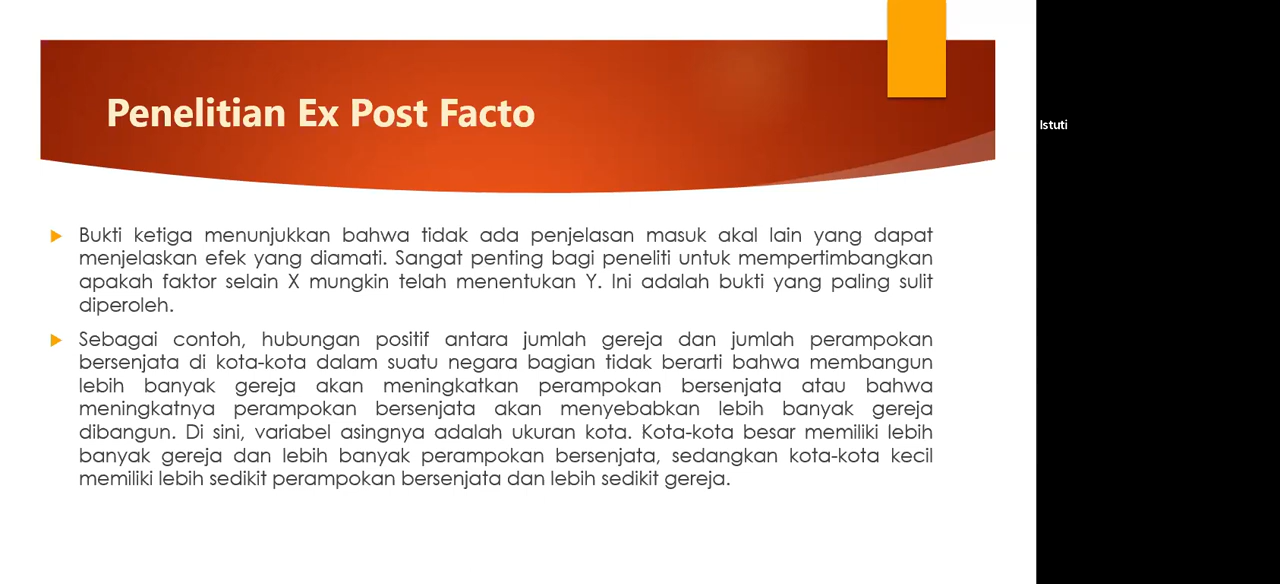 Penelitian Ex Post Facto
Istuti
Bukti ketiga menunjukkan bahwa tidak ada penjelasan masuk akal lain yang dapat
menjelaskan efek yang diamati. Sangat penting bagi peneliti untuk mempertimbangkan
apakah faktor selain X mungkin telah menentukan Y. Ini adalah bukti yang paling sulit
diperoleh.
Sebagai contoh, hubungan positif antara jumlah gereja dan jumlah perampokan
bersenjata di kota-kota dalam suatu negara bagian tidak berarti bahwa membangun
lebih banyak gereja akan meningkatkan perampokan bersenjata atau bahwa
meningkatnya perampokan bersenjata akan menyebabkan lebih banyak gereja
dibangun. Di sini, variabel asingnya adalah ukuran kota. Kota-kota besar memiliki lebih
banyak gereja dan lebih banyak perampokan bersenjata, sedangkan kota-kota kecil
memiliki lebih sedikit perampokan bersenjata dan lebih sedikit gereja.